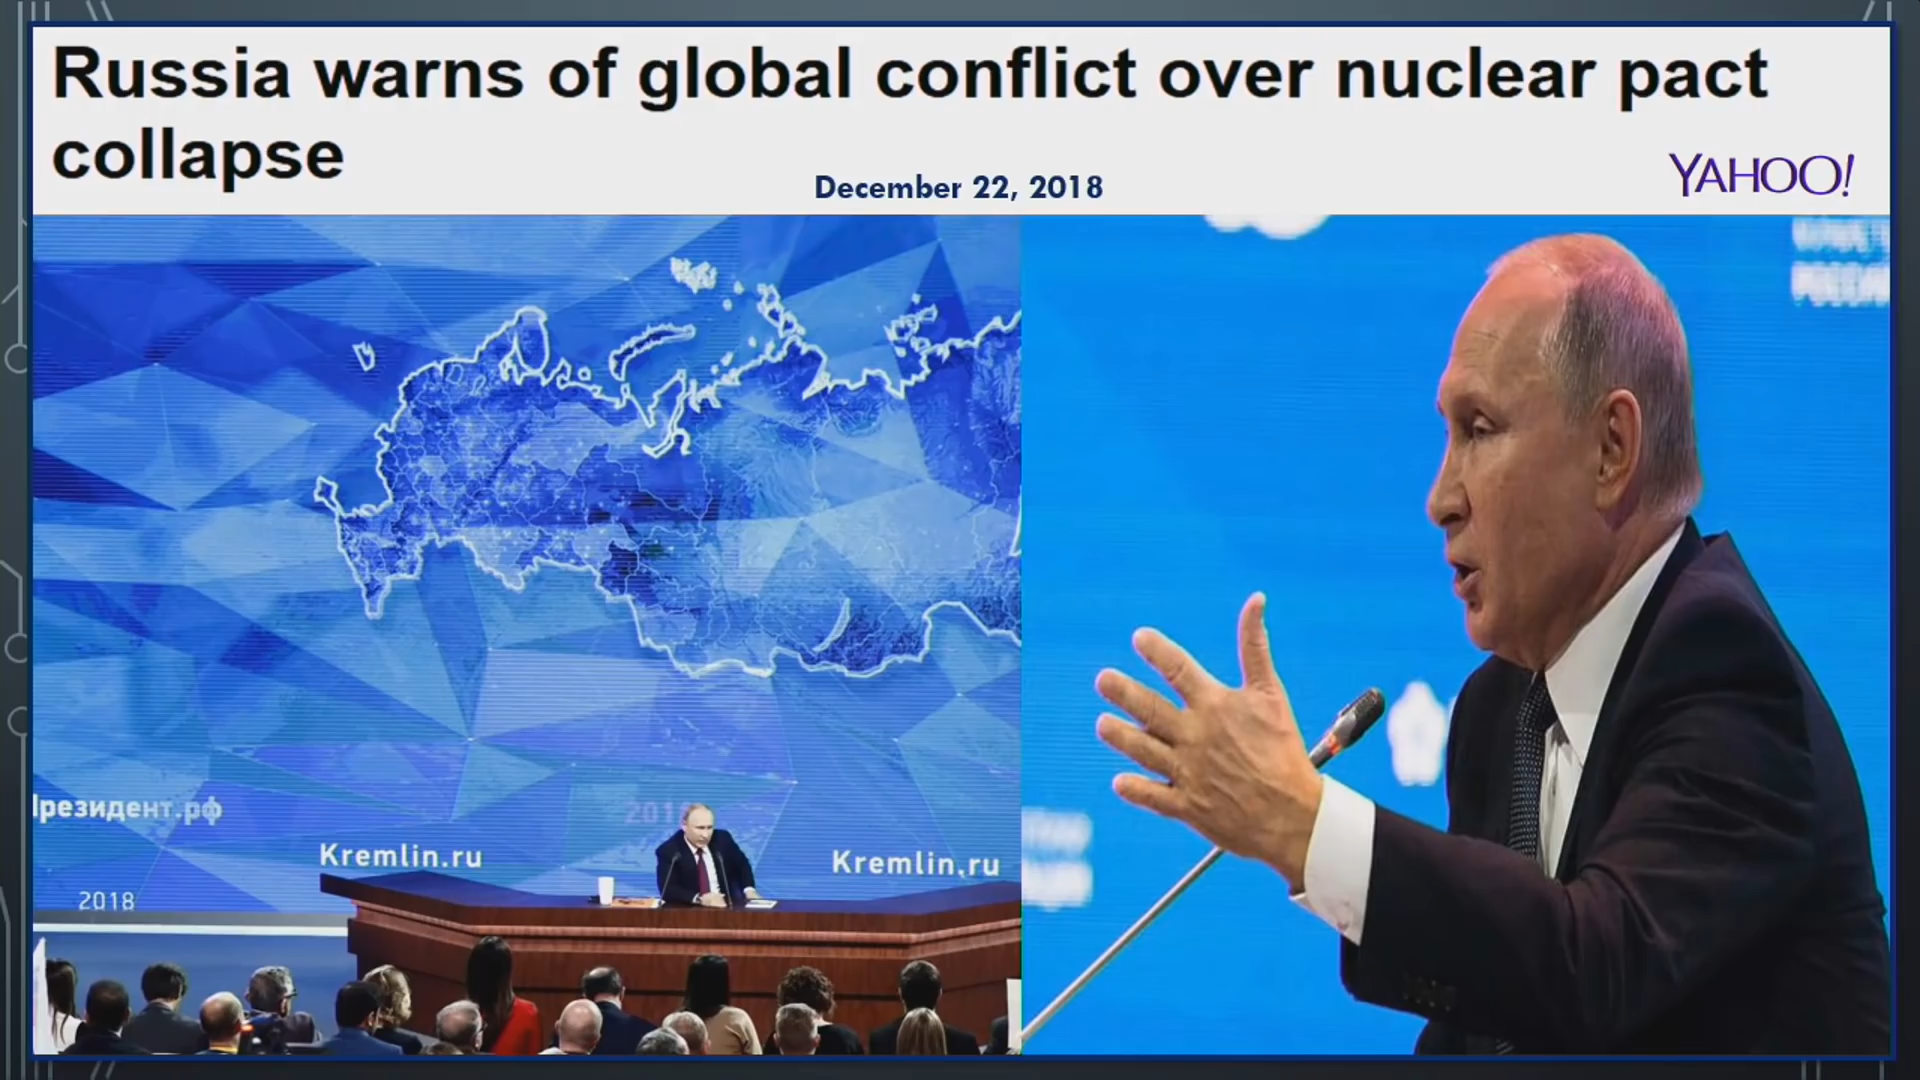 Russia warns of global conflict over nuclear pact
collapse
December 22, 2018
YAHOO!
Президент.рф
2018
Kremlin.ru
Kremlin.ru
2018